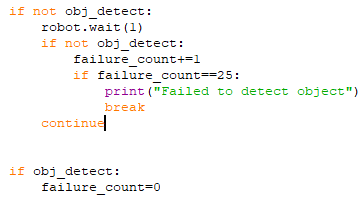 if not obj_detect:
    robot.wait(1)
    if not obj_detect:
        failure_count+=1
        if failure_count==25:
            print("Failed to detect object")
            break
    continue
if obj_detect:
    failure_count=0